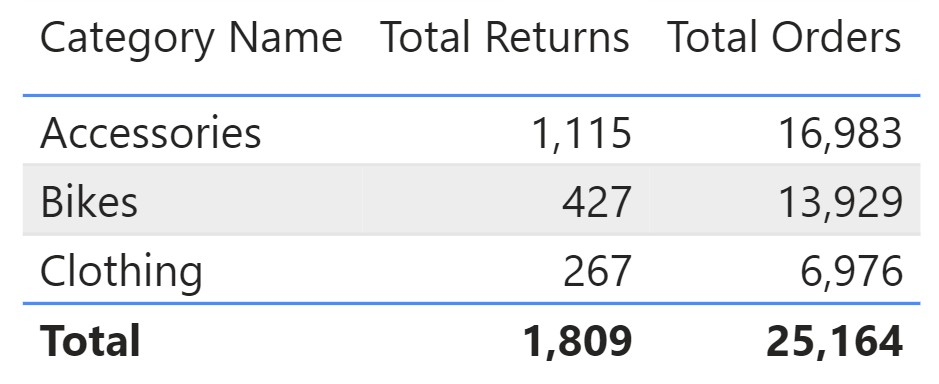 Category Name Total Returns Total Orders
Accessories 1,115 16,983
Bikes 427 13,929
Clothing 267 6,976
Total 1,809 25,164